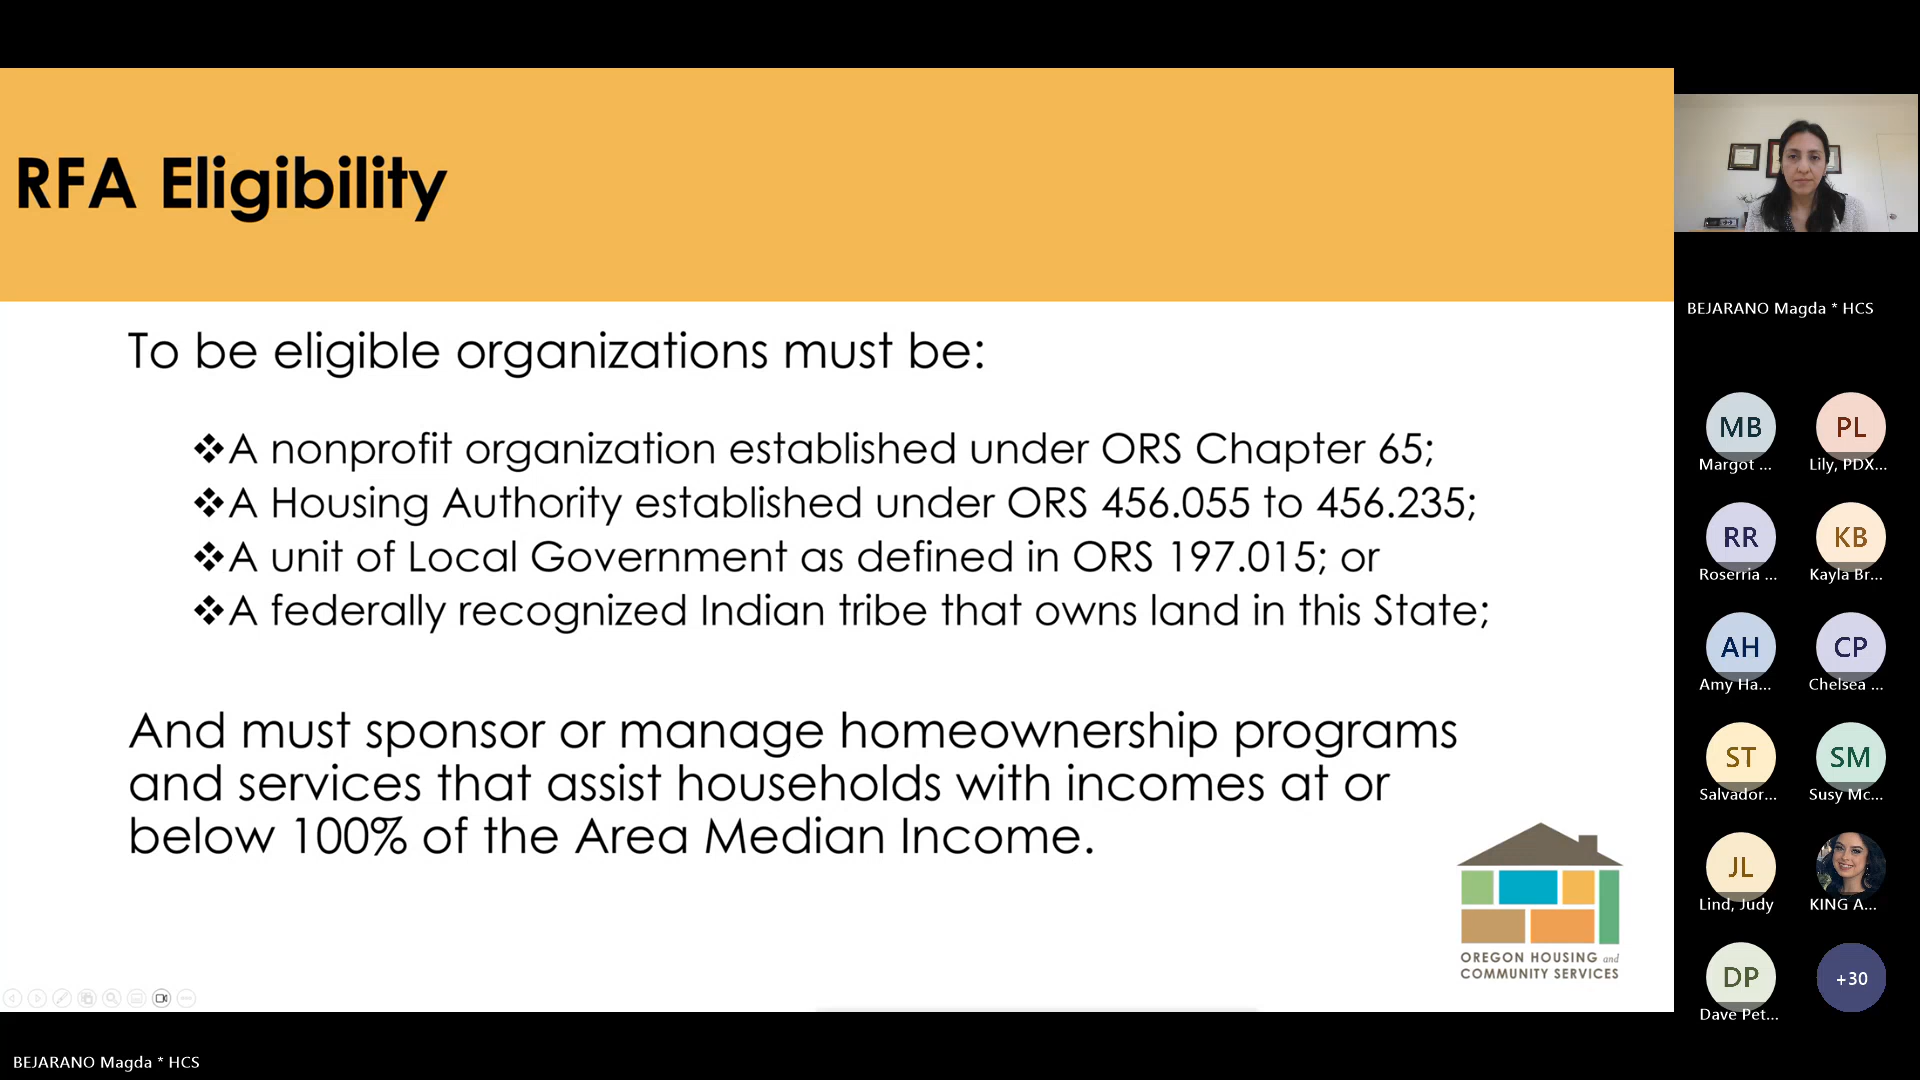 RFA Eligibility
To be eligible organizations must be:
❖A nonprofit organization established under ORS Chapter 65;
❖A Housing Authority established under ORS 456.055 to 456.235;
❖A unit of Local Government as defined in ORS 197.015; or
❖A federally recognized Indian tribe that owns land in this State;
And must sponsor or manage homeownership programs
and services that assist households with incomes at or
below 100% of the Area Median Income.
OREGON HOUSING and
COMMUNITY SERVICES
BEJARANO Magda * HCS
BEJARANO Magda * HCS
MB
Margot ...
PL
Lily, PDX...
RR
Roserria ...
KB
Kayla Br...
AH
Amy Ha...
CP
Chelsea ...
ST
Salvador...
SM
Susy Mc...
JL
Lind, Judy
KING A...
DP
Dave Pet...
+30